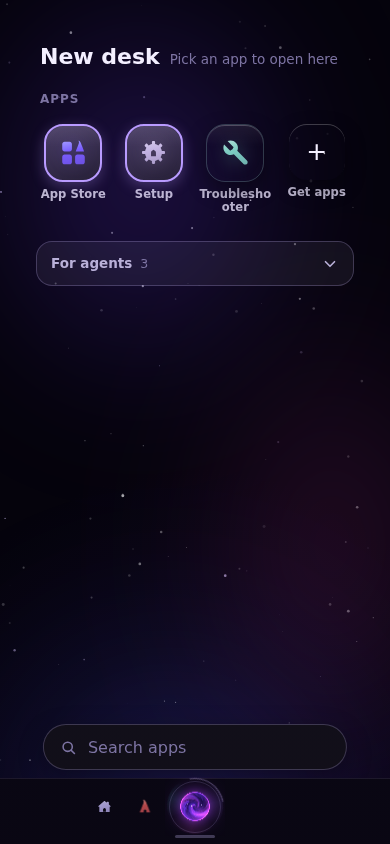 New desk Pick an app to open here
APPS
App Store
Setup
Troublesho
oter
Get apps
For agents 3
Search apps